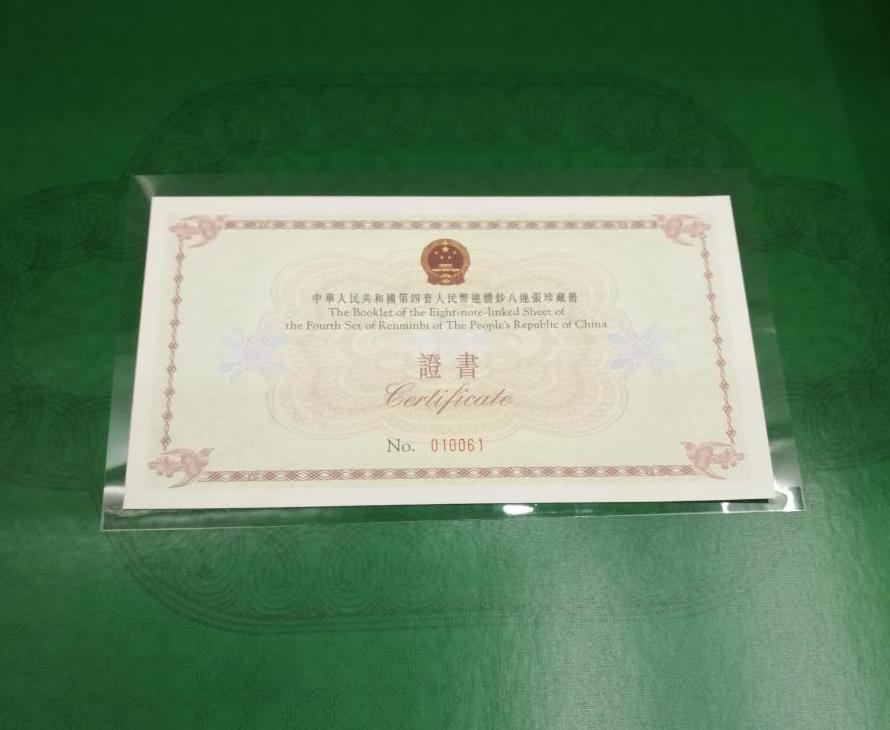 中華人民共和國第四套人民幣連體鈔八連張珍藏冊
The Booklet of the Eight-note-linked Sheet of
the Fourth Set of Renminbi of The People's Republic of China
證書
Certificate
No. 010061